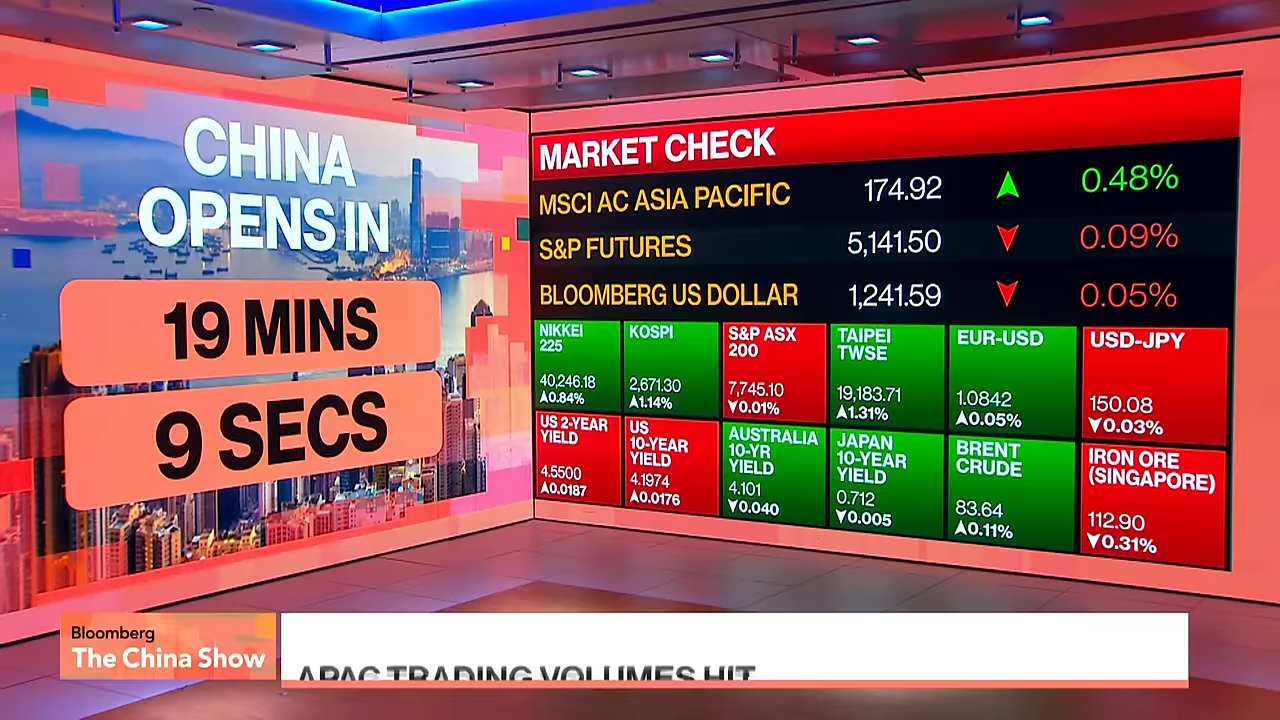 CHINA
OPENS IN
19 MINS
9 SECS
MARKET CHECK
MSCI AC ASIA PACIFIC 174.92 ▲ 0.48%
S&P FUTURES 5,141.50 ▼ 0.09%
BLOOMBERG US DOLLAR 1,241.59 ▼ 0.05%
NIKKEI
225
40,246.18
▲0.84%
KOSPI
2,671.30
▲1.14%
S&P ASX
200
7,745.10
▼0.01%
TAIPEI
TWSE
19,183.71
▲1.31%
EUR-USD
1.0842
▲0.05%
USD-JPY
150.08
▼0.03%
US 2-YEAR
YIELD
4.5500
▲0.0187
US
10-YEAR
YIELD
4.1974
▲0.0176
AUSTRALIA
10-YR
YIELD
4.101
▼0.040
JAPAN
10-YEAR
YIELD
0.712
▼0.005
BRENT
CRUDE
83.64
▲0.11%
IRON ORE
(SINGAPORE)
112.90
▼0.31%
Bloomberg
The China Show
APAC TRADING VOLUMES HIT